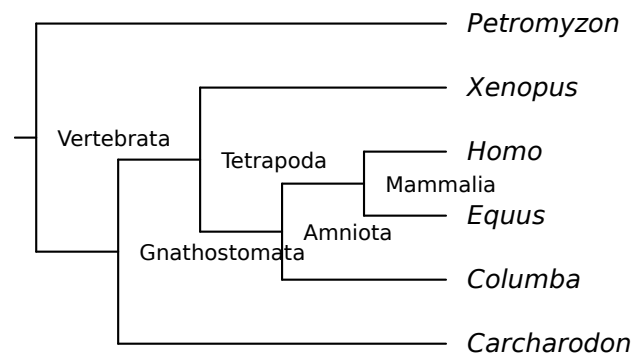 Petromyzon
Xenopus
Vertebrata
Homo
Tetrapoda
Mammalia
Equus
Amniota
Gnathostomata
Columba
Carcharodon